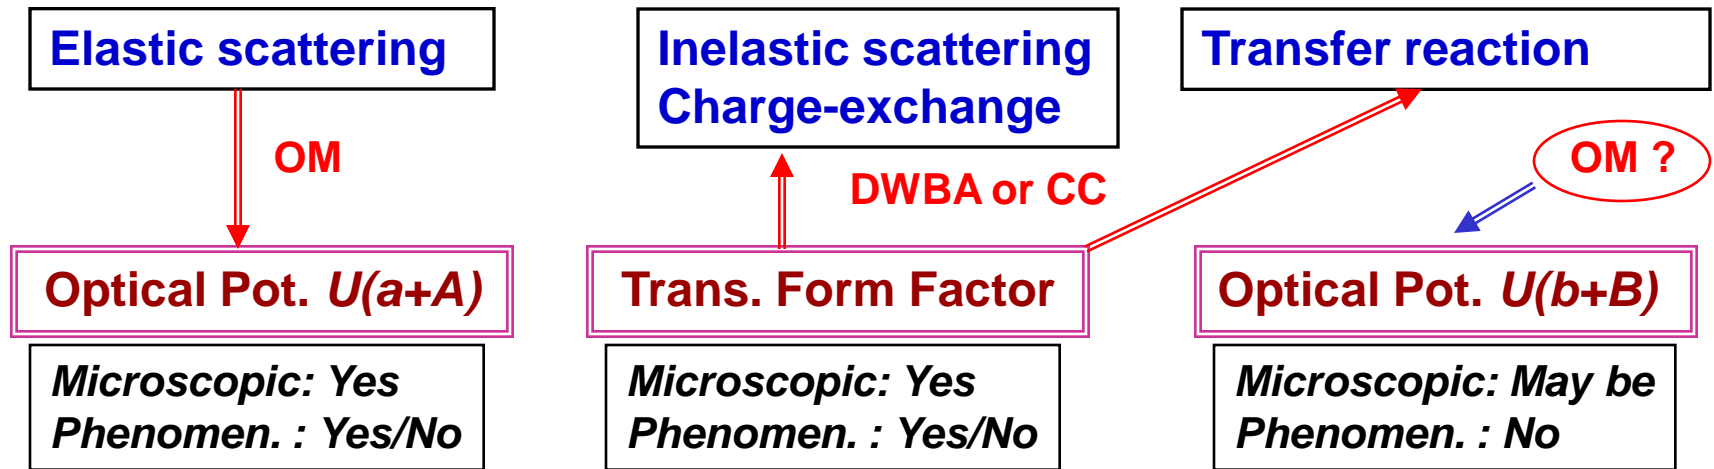 Elastic scattering
Inelastic scattering
Charge-exchange
Transfer reaction
OM
DWBA or CC
OM ?
Optical Pot. U(a+A)
Trans. Form Factor
Optical Pot. U(b+B)
Microscopic: Yes
Phenomen. : Yes/No
Microscopic: Yes
Phenomen. : Yes/No
Microscopic: May be
Phenomen. : No